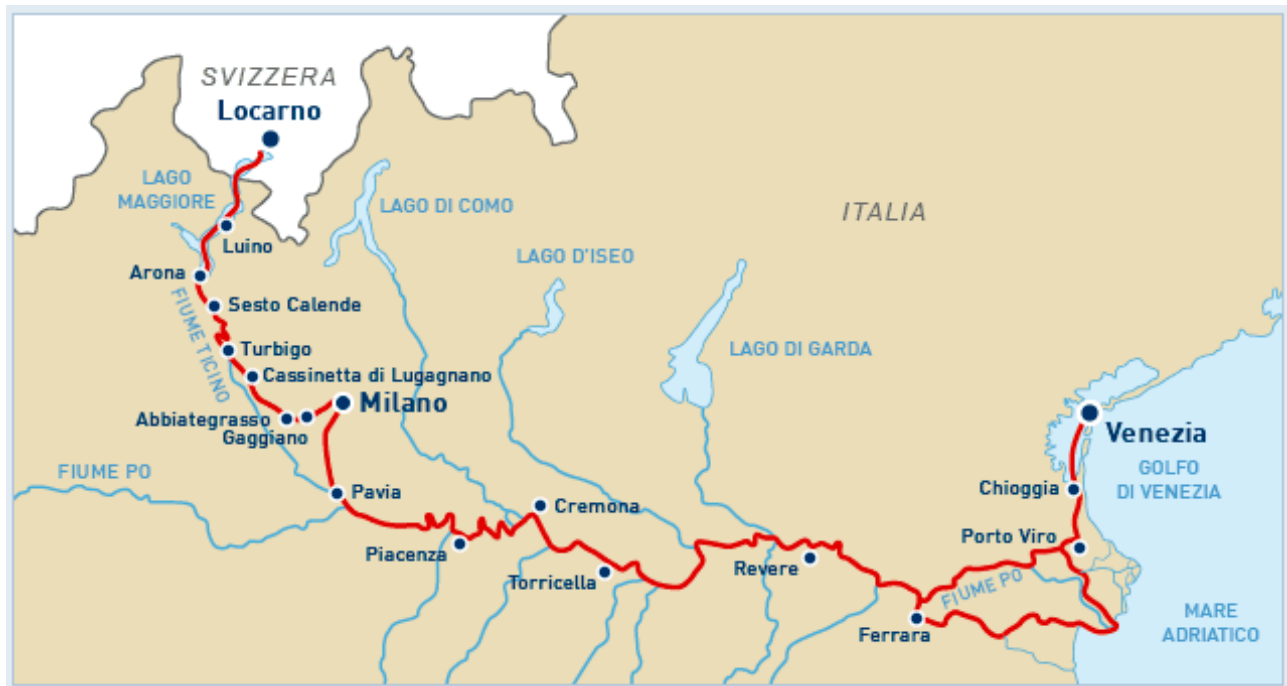 SVIZZERA
Locarno
LAGO
MAGGIORE
LAGO DI COMO
ITALIA
Luino
LAGO D'ISEO
Arona
Sesto Calende
FIUME TICINO
Turbigo
LAGO DI GARDA
Cassinetta di Lugagnano
Milano
Abbiategrasso
Gaggiano
Venezia
FIUME PO
GOLFO
DI VENEZIA
Pavia
Chioggia
Cremona
Porto Viro
Piacenza
Revere
Torricella
FIUME PO
Ferrara
MARE
ADRIATICO